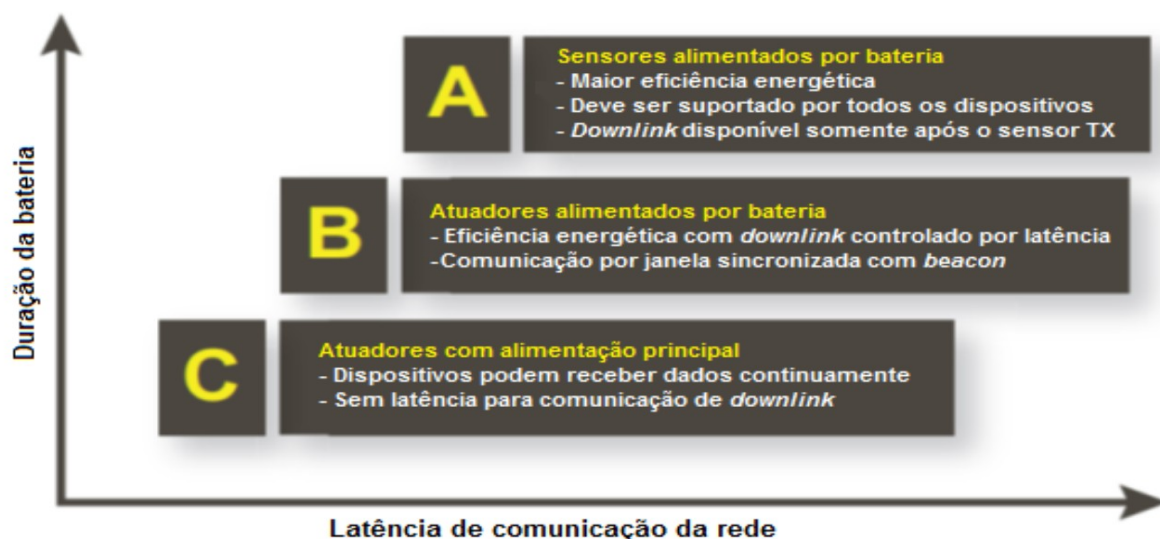 Duração da bateria
A
Sensores alimentados por bateria
- Maior eficiência energética
- Deve ser suportado por todos os dispositivos
- Downlink disponível somente após o sensor TX
B
Atuadores alimentados por bateria
- Eficiência energética com downlink controlado por latência
-Comunicação por janela sincronizada com beacon
C
Atuadores com alimentação principal
- Dispositivos podem receber dados continuamente
- Sem latência para comunicação de downlink
Latência de comunicação da rede